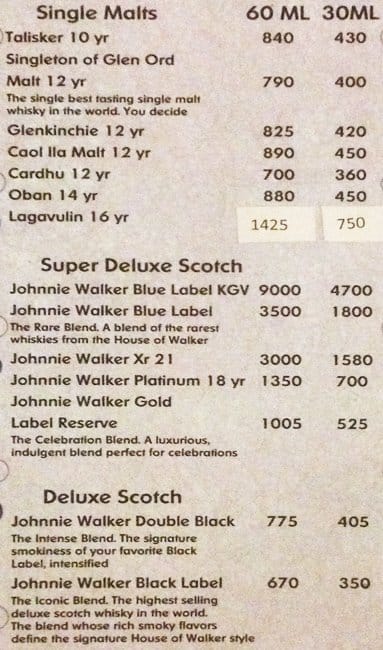 Single Malts 60 ML 30ML
Talisker 10 yr 840 430
Singleton of Glen Ord
Malt 12 yr 790 400
The single best tasting single malt
whisky in the world. You decide
Glenkinchie 12 yr 825 420
Caol Ila Malt 12 yr 890 450
Cardhu 12 yr 700 360
Oban 14 yr 880 450
Lagavulin 16 yr 1425 750
Super Deluxe Scotch
Johnnie Walker Blue Label KGV 9000 4700
Johnnie Walker Blue Label 3500 1800
The Rare Blend. A blend of the rarest
whiskies from the House of Walker
Johnnie Walker Xr 21 3000 1580
Johnnie Walker Platinum 18 yr 1350 700
Johnnie Walker Gold
Label Reserve 1005 525
The Celebration Blend. A luxurious,
indulgent blend perfect for celebrations
Deluxe Scotch
Johnnie Walker Double Black 775 405
The Intense Blend. The signature
smokiness of your favorite Black
Label, intensified
Johnnie Walker Black Label 670 350
The Iconic Blend. The highest selling
deluxe scotch whisky in the world.
The blend whose rich smoky flavors
define the signature House of Walker style